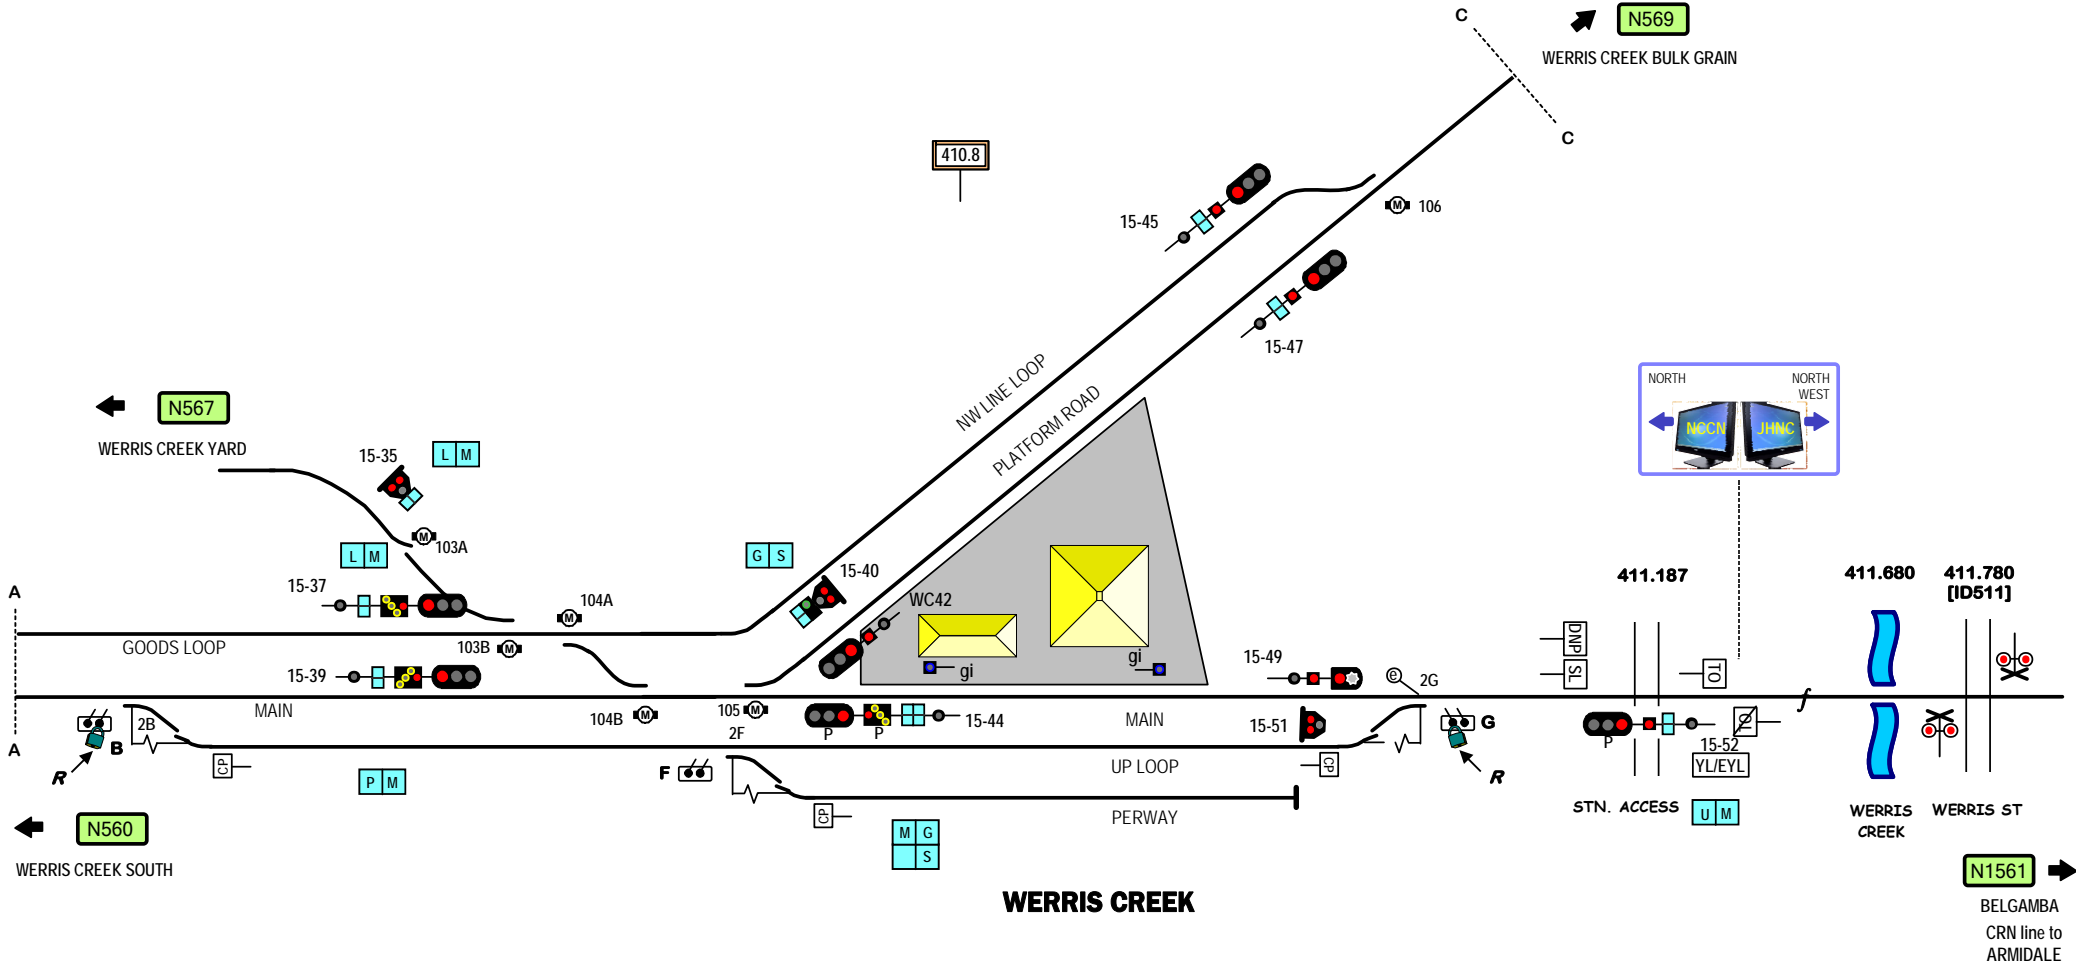 C
N569
WERRIS CREEK BULK GRAIN
C
410.8
15-45
106
15-47
NORTH
NORTH
WEST
NCCN
JHNC
N567
WERRIS CREEK YARD
NW LINE LOOP
PLATFORM ROAD
15-35
L M
103A
L M
G S
15-40
15-37
104A
WC42
A
GOODS LOOP
103B
gi
gi
15-49
e
2G
DNP
SL
411.187
TO
411.680
411.780
[ID511]
15-39
MAIN
104B
105
2F
P
P
15-44
MAIN
15-51
G
R
P
15-52
OL
YL/EYL
A
2B
B
R
CP
P M
F
UP LOOP
CP
CP
PERWAY
M G
S
STN. ACCESS
U M
WERRIS
CREEK
WERRIS ST
N560
WERRIS CREEK SOUTH
WERRIS CREEK
N1561
BELGAMBA
CRN line to
ARMIDALE
M
M
M
M
M
M